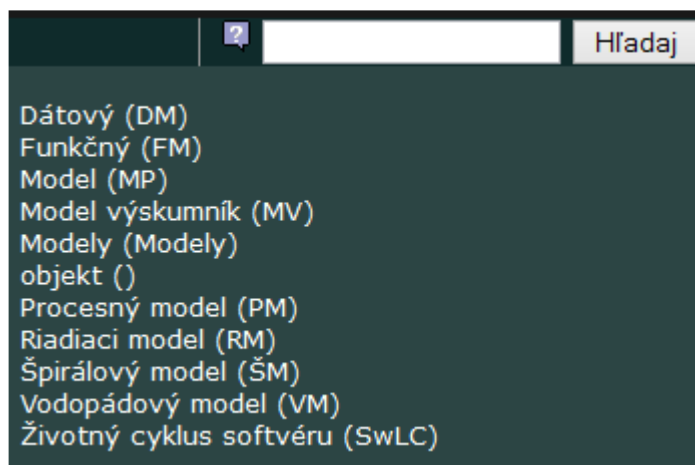 ?
Hľadaj
Dátový (DM)
Funkčný (FM)
Model (MP)
Model výskumník (MV)
Modely (Modely)
objekt ()
Procesný model (PM)
Riadiaci model (RM)
Špirálový model (ŠM)
Vodopádový model (VM)
Životný cyklus softvéru (SwLC)